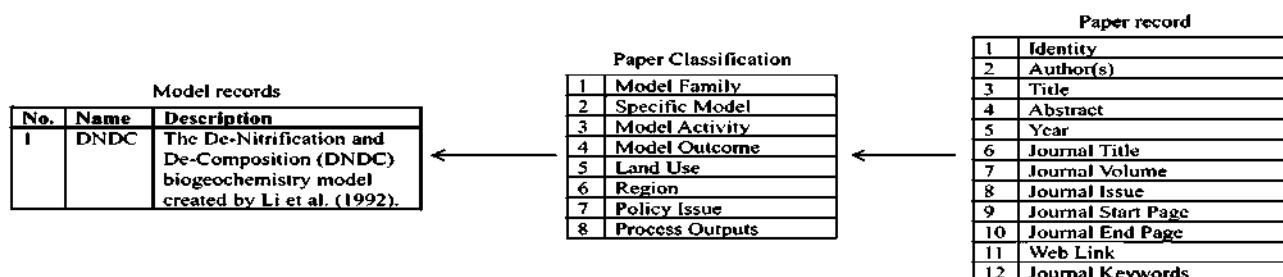 Model records
No. Name Description
1 DNDC The De-Nitrification and
De-Composition (DNDC)
biogeochemistry model
created by Li et al. (1992).
Paper Classification
1 Model Family
2 Specific Model
3 Model Activity
4 Model Outcome
5 Land Use
6 Region
7 Policy Issue
8 Process Outputs
Paper record
1 Identity
2 Author(s)
3 Title
4 Abstract
5 Year
6 Journal Title
7 Journal Volume
8 Journal Issue
9 Journal Start Page
10 Journal End Page
11 Web Link
12 Journal Keywords